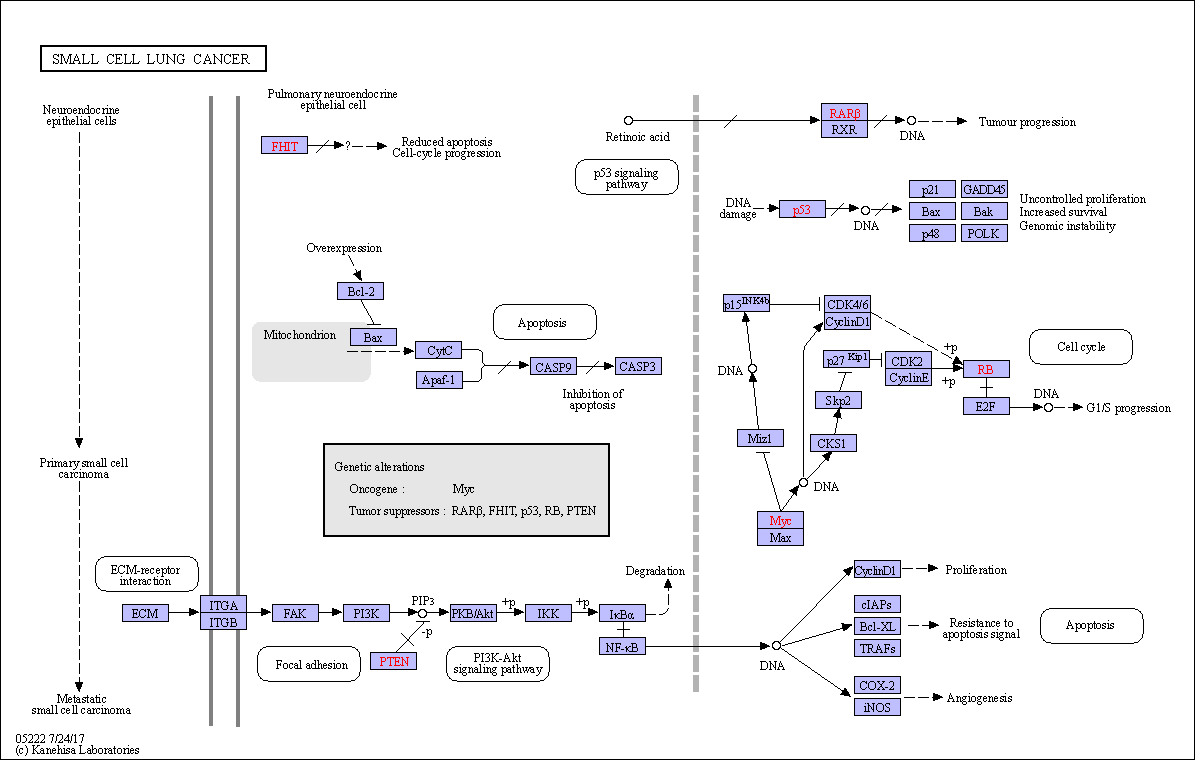 SMALL CELL LUNG CANCER
Neuroendocrine
epithelial cells
Primary small cell
carcinoma
Metastatic
small cell carcinoma
Pulmonary neuroendocrine
epithelial cell
FHIT
?
Reduced apoptosis
Cell-cycle progression
Retinoic acid
RARβ
RXR
DNA
Tumour progression
p53 signaling
pathway
DNA
damage
p53
DNA
p21
GADD45
Bax
Bak
p48
POLK
Uncontrolled proliferation
Increased survival
Genomic instability
Overexpression
Bcl-2
Mitochondrion
Bax
CytC
Apaf-1
CASP9
CASP3
Inhibition of
apoptosis
Apoptosis
p15INK4b
CDK4/6
CyclinD1
p27 Kip1
CDK2
CyclinE
+p
+p
RB
E2F
DNA
G1/S progression
Cell cycle
DNA
Skp2
Miz1
CKS1
DNA
Myc
Max
Genetic alterations
Oncogene : Myc
Tumor suppressors : RARβ, FHIT, p53, RB, PTEN
ECM-receptor
interaction
ECM
ITGA
ITGB
FAK
PI3K
PIP3
-p
PTEN
PKB/Akt
+p
IKK
+p
IκBα
NF-κB
Degradation
Focal adhesion
PI3K-Akt
signaling pathway
DNA
CyclinD1
Proliferation
cIAPs
Bcl-XL
TRAFs
Resistance to
apoptosis signal
Apoptosis
COX-2
iNOS
Angiogenesis
05222 7/24/17
(c) Kanehisa Laboratories